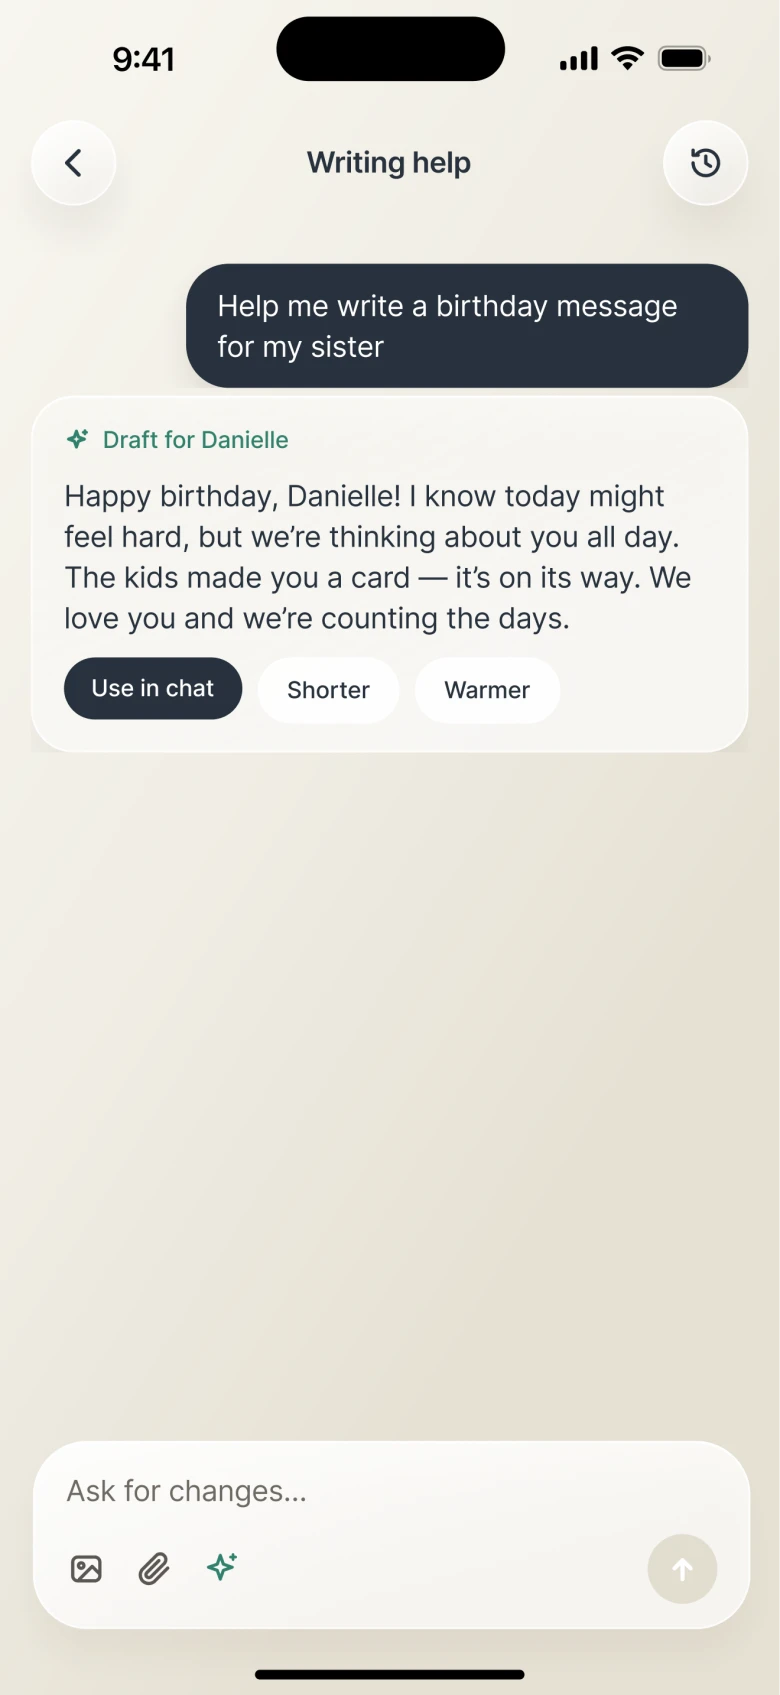 9:41
Writing help
Help me write a birthday message
for my sister
Draft for Danielle
Happy birthday, Danielle! I know today might
feel hard, but we’re thinking about you all day.
The kids made you a card — it’s on its way. We
love you and we’re counting the days.
Use in chat
Shorter
Warmer
Ask for changes...